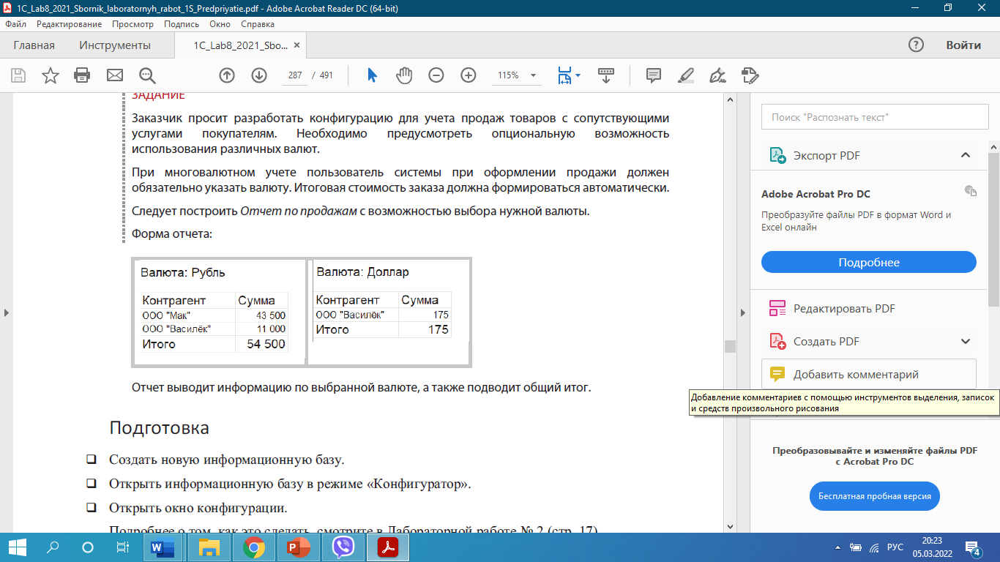 1C_Lab8_2021_Sbornik_laboratornyh_rabot_1S_Predpriyatie.pdf - Adobe Acrobat Reader DC (64-bit)
Файл Редактирование Просмотр Подпись Окно Справка
Главная Инструменты 1C_Lab8_2021_Sbo... × Войти
287 / 491 115%
ЗАДАНИЕ
Заказчик просит разработать конфигурацию для учета продаж товаров с сопутствующими
услугами покупателям. Необходимо предусмотреть опциональную возможность
использования различных валют.
При многовалютном учете пользователь системы при оформлении продажи должен
обязательно указать валюту. Итоговая стоимость заказа должна формироваться автоматически.
Следует построить Отчет по продажам с возможностью выбора нужной валюты.
Форма отчета:
Валюта: Рубль
Контрагент Сумма
ООО "Мак" 43 500
ООО "Василёк" 11 000
Итого 54 500
Валюта: Доллар
Контрагент Сумма
ООО "Василёк" 175
Итого 175
Отчет выводит информацию по выбранной валюте, а также подводит общий итог.
Подготовка
❑ Создать новую информационную базу.
❑ Открыть информационную базу в режиме «Конфигуратор».
❑ Открыть окно конфигурации.
Подробнее о том, как это сделать, смотрите в Лабораторной работе № 2 (стр. 17)
Поиск "Распознать текст"
Экспорт PDF
Adobe Acrobat Pro DC
Преобразуйте файлы PDF в формат Word и
Excel онлайн
Подробнее
Редактировать PDF
Создать PDF
Добавить комментарий
Добавление комментариев с помощью инструментов выделения, записок
и средств произвольного рисования
Преобразовывайте и изменяйте файлы PDF
с Acrobat Pro DC
Бесплатная пробная версия
РУС
20:23
05.03.2022
4